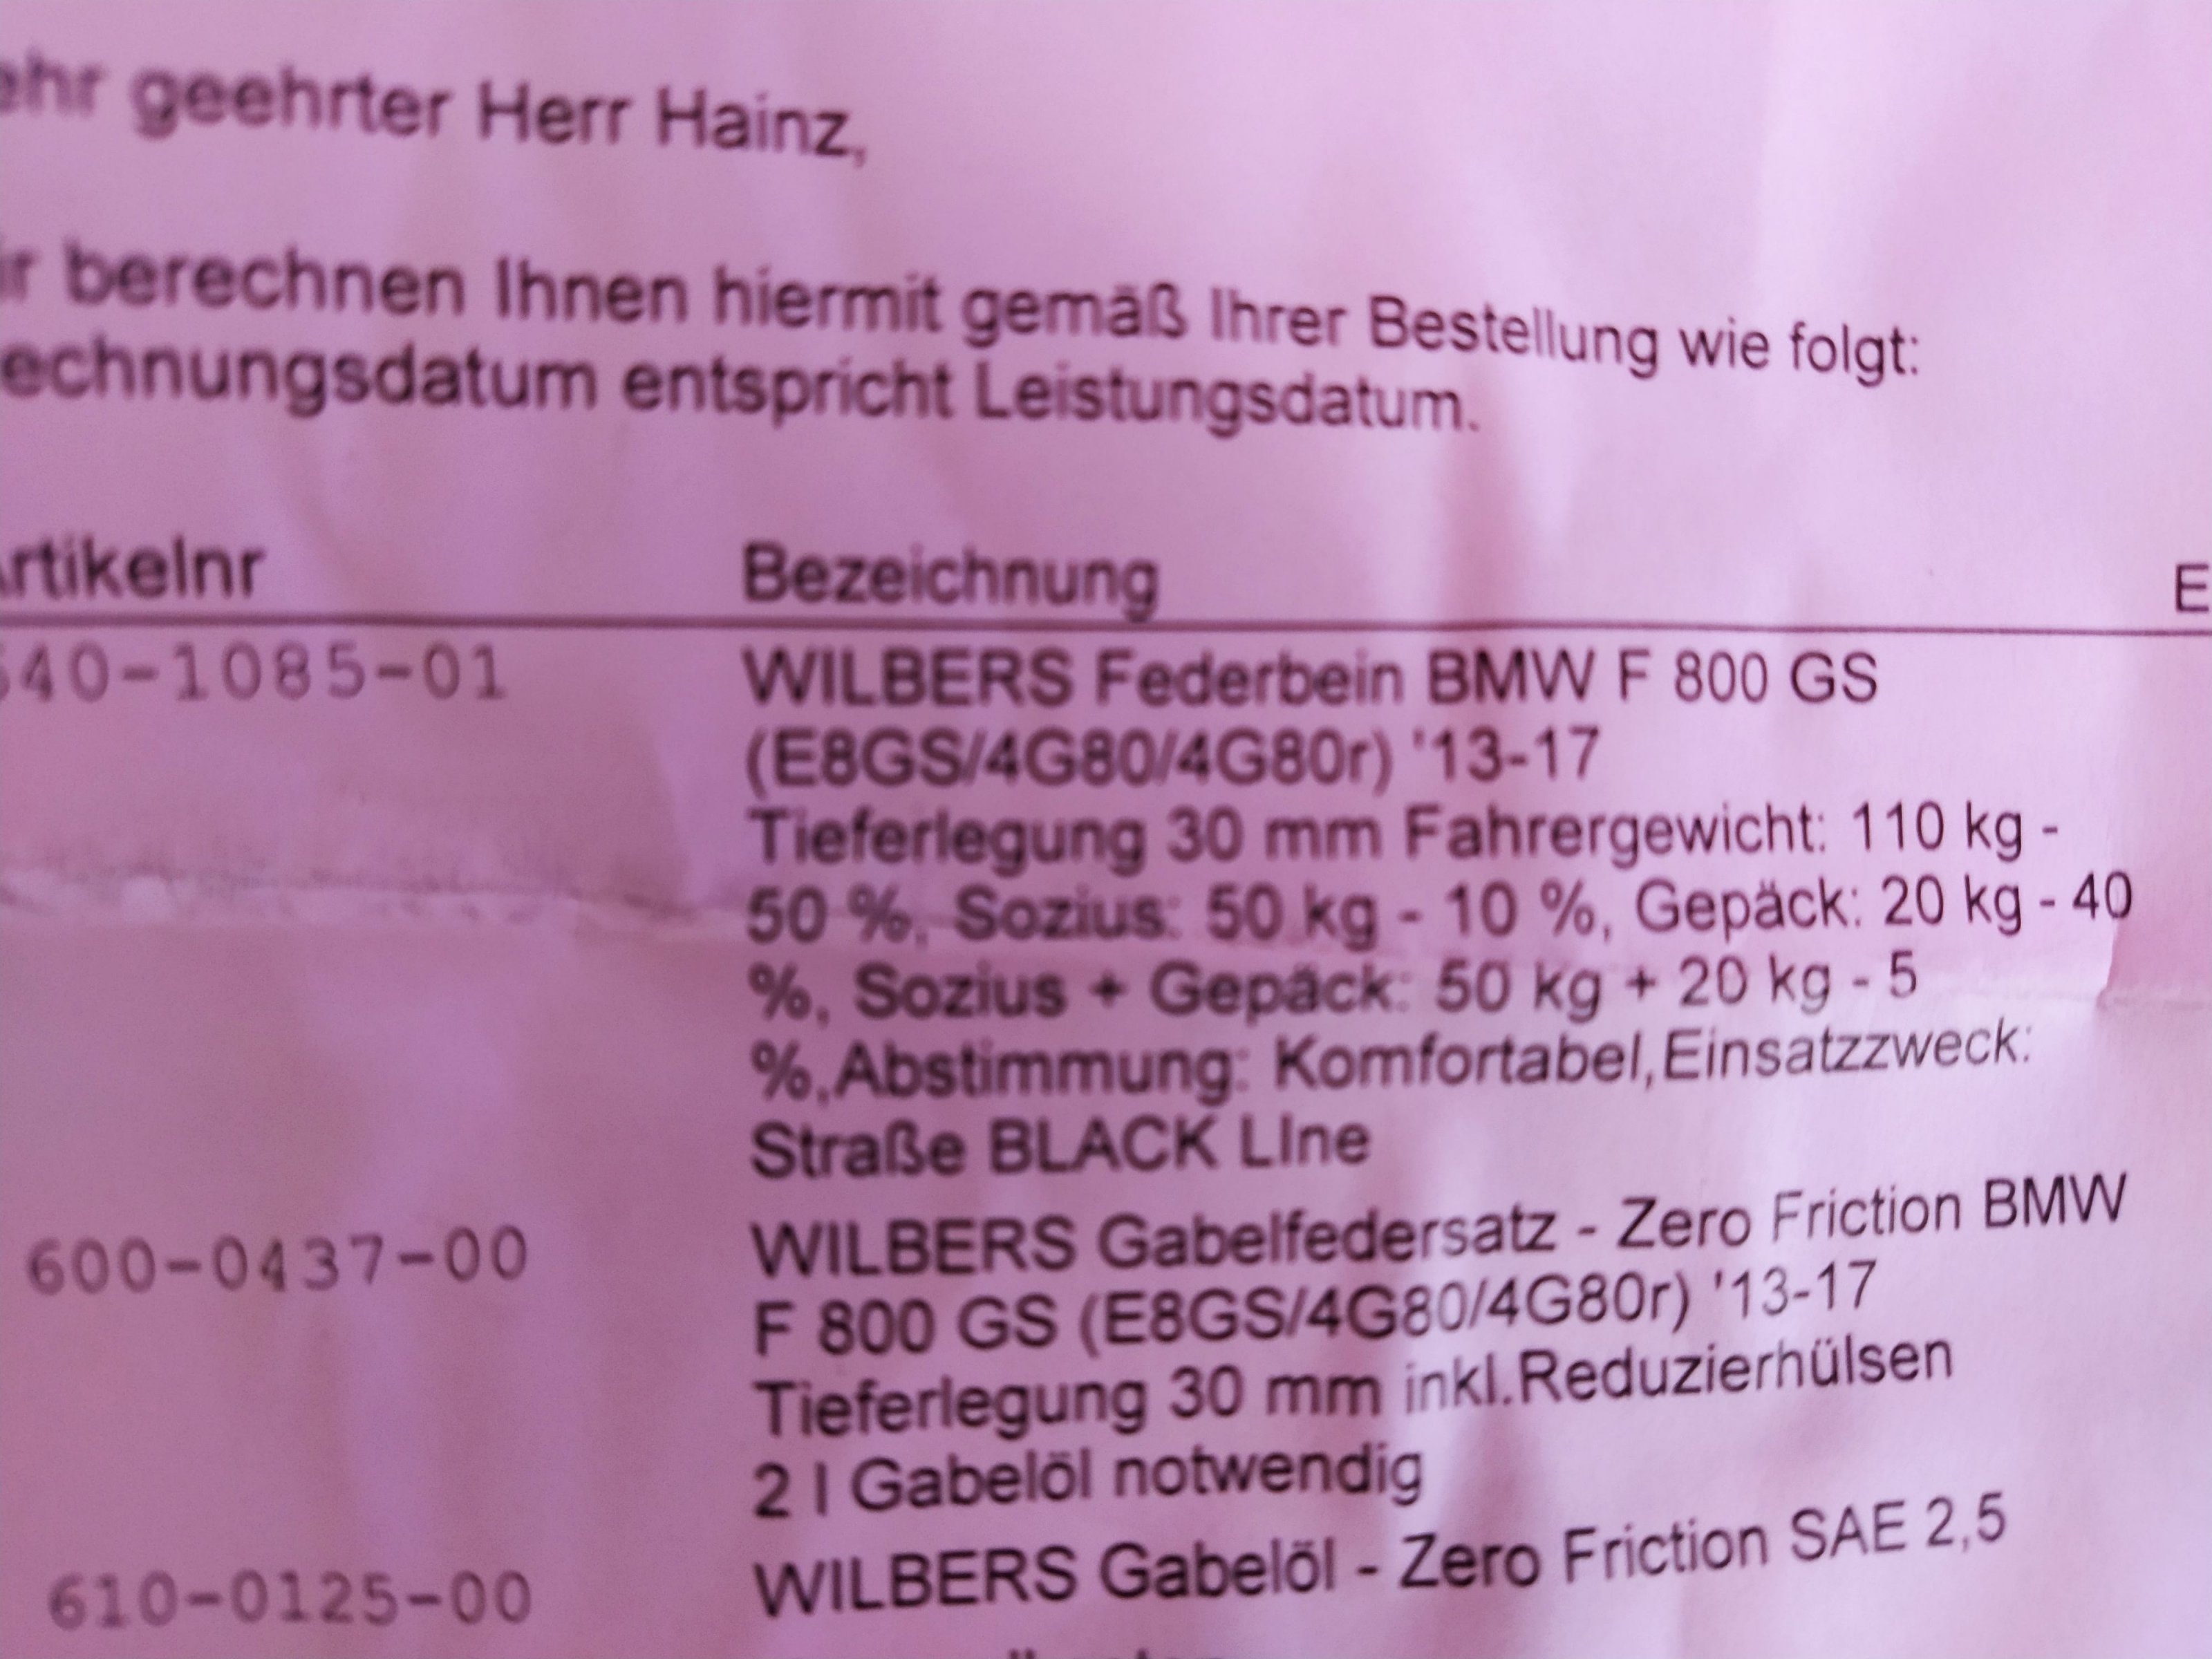 ehr geehrter Herr Hainz,
ir berechnen Ihnen hiermit gemäß Ihrer Bestellung wie folgt:
echnungsdatum entspricht Leistungsdatum.
rtikelnr Bezeichnung E
40-1085-01 WILBERS Federbein BMW F 800 GS
(E8GS/4G80/4G80r) '13-17
Tieferlegung 30 mm Fahrergewicht: 110 kg -
50 %, Sozius: 50 kg - 10 %, Gepäck: 20 kg - 40
%, Sozius + Gepäck: 50 kg + 20 kg - 5
%,Abstimmung: Komfortabel,Einsatzzweck:
Straße BLACK LIne
600-0437-00 WILBERS Gabelfedersatz - Zero Friction BMW
F 800 GS (E8GS/4G80/4G80r) '13-17
Tieferlegung 30 mm inkl.Reduzierhülsen
2 l Gabelöl notwendig
610-0125-00 WILBERS Gabelöl - Zero Friction SAE 2,5